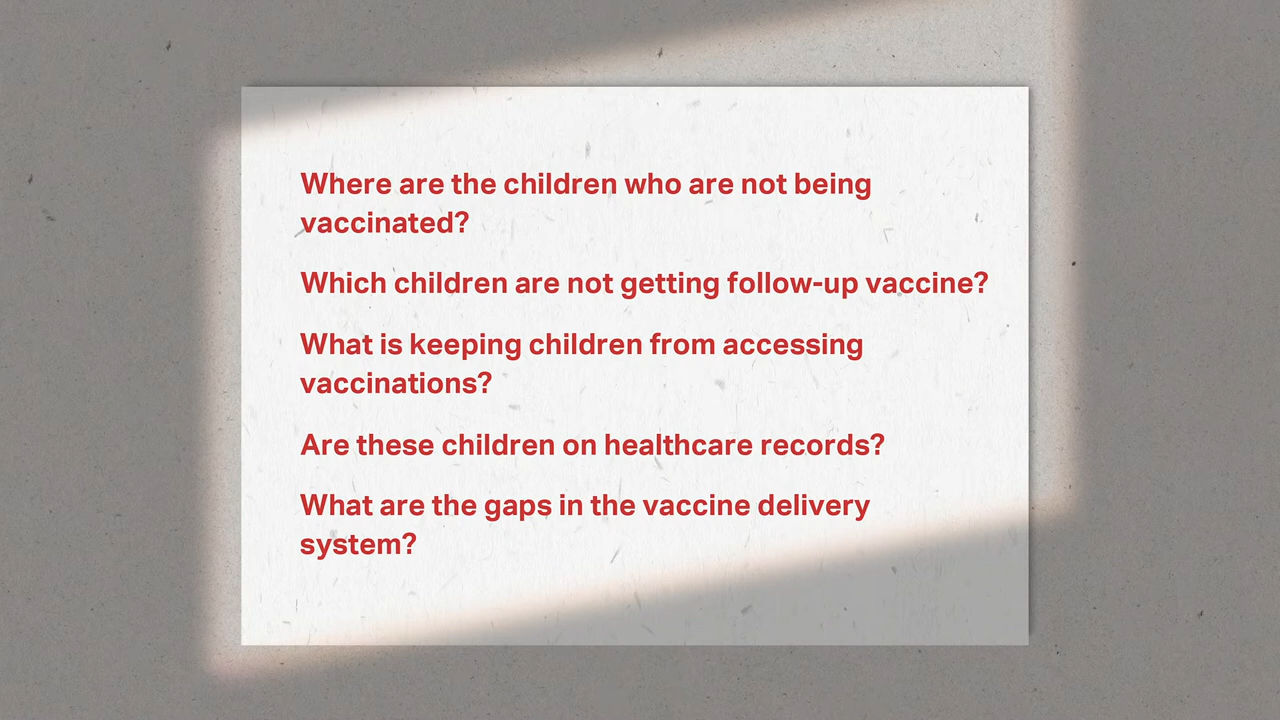 Where are the children who are not being
vaccinated?
Which children are not getting follow-up vaccine?
What is keeping children from accessing
vaccinations?
Are these children on healthcare records?
What are the gaps in the vaccine delivery
system?